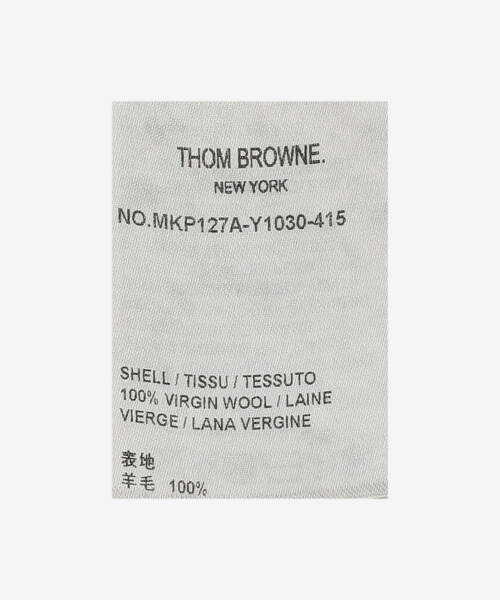 THOM BROWNE.
NEW YORK
NO.MKP127A-Y1030-415
SHELL / TISSU / TESSUTO
100% VIRGIN WOOL / LAINE
VIERGE / LANA VERGINE
表地
羊毛 100%